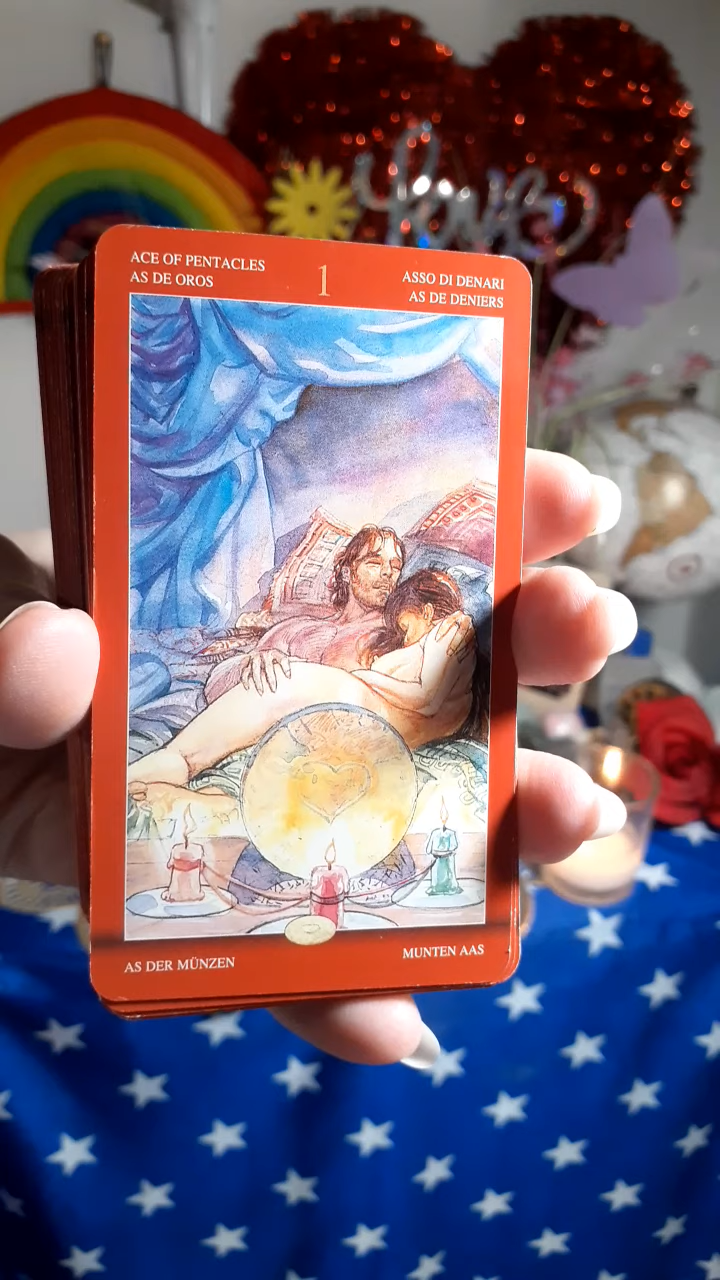 Love
ACE OF PENTACLES
AS DE OROS
1
ASSO DI DENARI
AS DE DENIERS
AS DER MÜNZEN
MUNTEN AAS